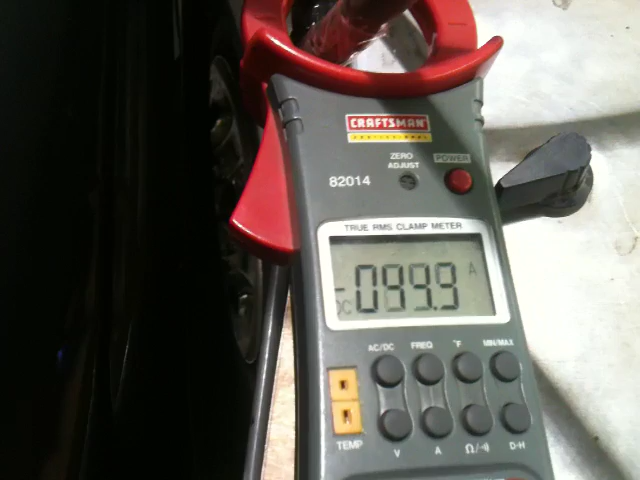 CRAFTSMAN
PROFESSIONAL
ZERO
ADJUST
POWER
82014
TRUE RMS CLAMP METER
-099.9 A
DC
AC/DC FREQ °F MIN/MAX
TEMP V A Ω/·))) D-H